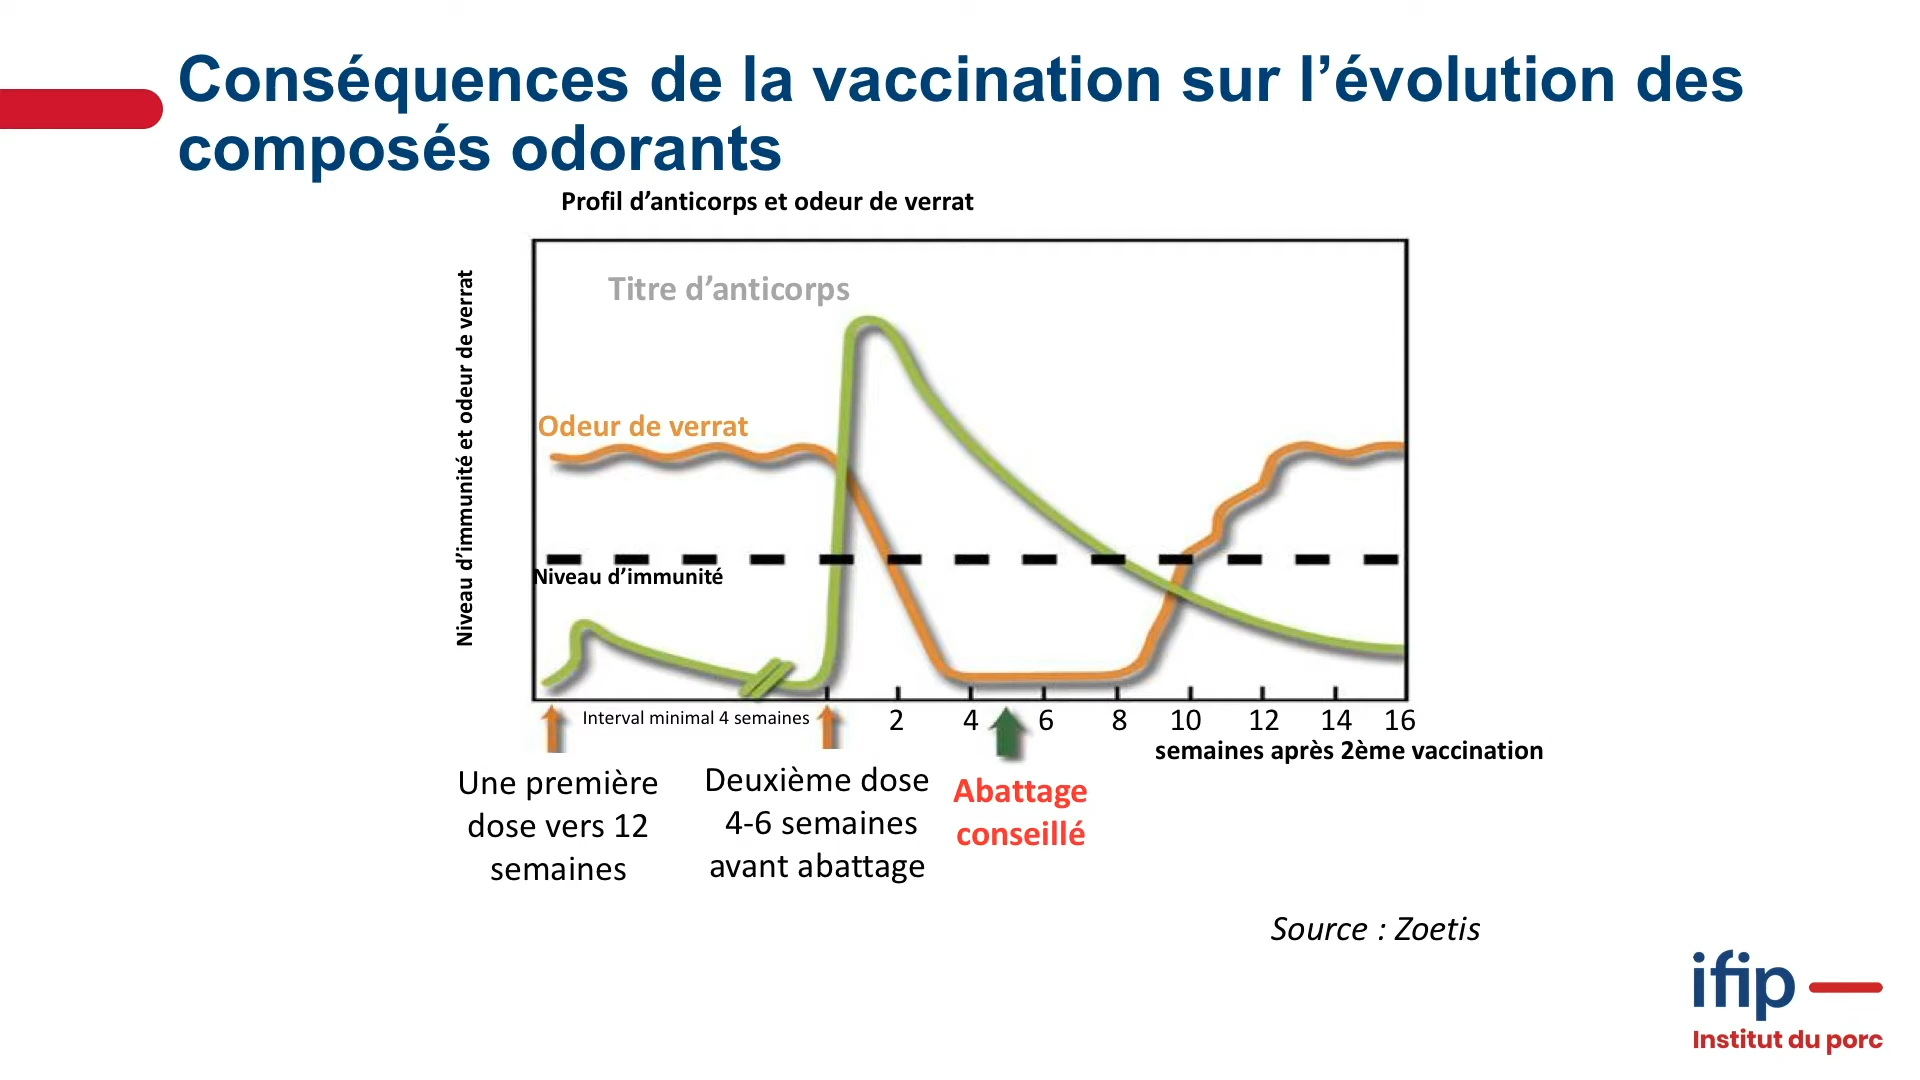 Conséquences de la vaccination sur l’évolution des
composés odorants
Profil d’anticorps et odeur de verrat
Niveau d’immunité et odeur de verrat
Titre d’anticorps
Odeur de verrat
Niveau d’immunité
Interval minimal 4 semaines
2 4 6 8 10 12 14 16
semaines après 2ème vaccination
Une première
dose vers 12
semaines
Deuxième dose
4-6 semaines
avant abattage
Abattage
conseillé
Source : Zoetis
ifip
Institut du porc